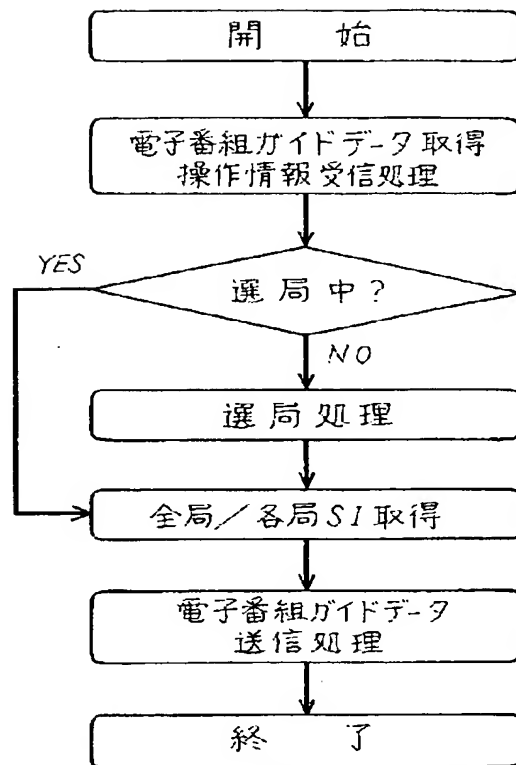 開 始
電子番組ガイドデータ取得
操作情報受信処理
YES
選局中?
NO
選局処理
全局/各局SI取得
電子番組ガイドデータ
送信処理
終 了